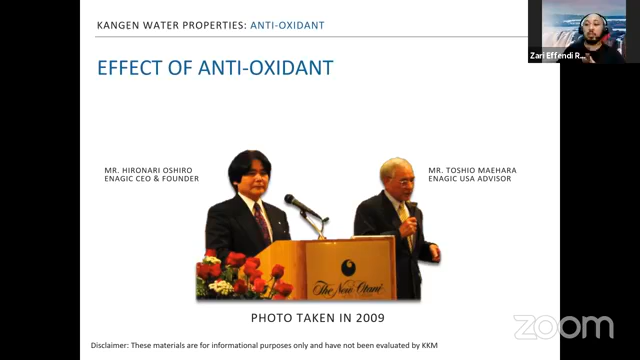 KANGEN WATER PROPERTIES: ANTI-OXIDANT
Zari Effendi R...
EFFECT OF ANTI-OXIDANT
MR. HIRONARI OSHIRO
ENAGIC CEO & FOUNDER
MR. TOSHIO MAEHARA
ENAGIC USA ADVISOR
The New Otani
PHOTO TAKEN IN 2009
zoom
Disclaimer: These materials are for informational purposes only and have not been evaluated by KKM